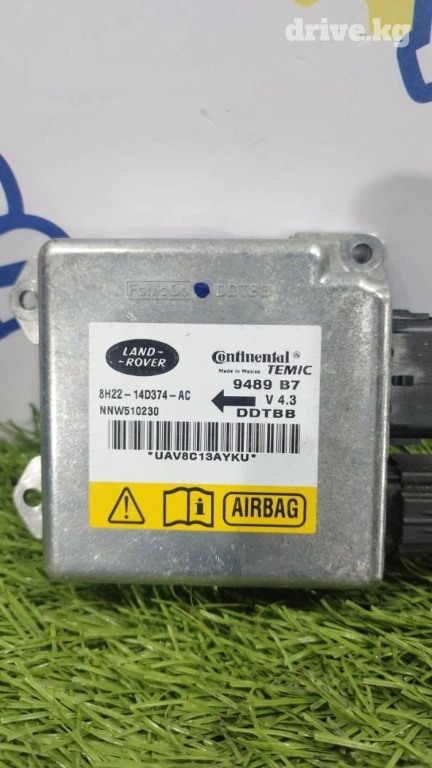 drive.kg
FoMoCo DDTBB
LAND-
-ROVER
Continental
Made in Mexico TEMIC
9489 B7
8H22-14D374-AC
V 4.3
NNW510230
DDTBB
*UAV8C13AYKU*
AIRBAG